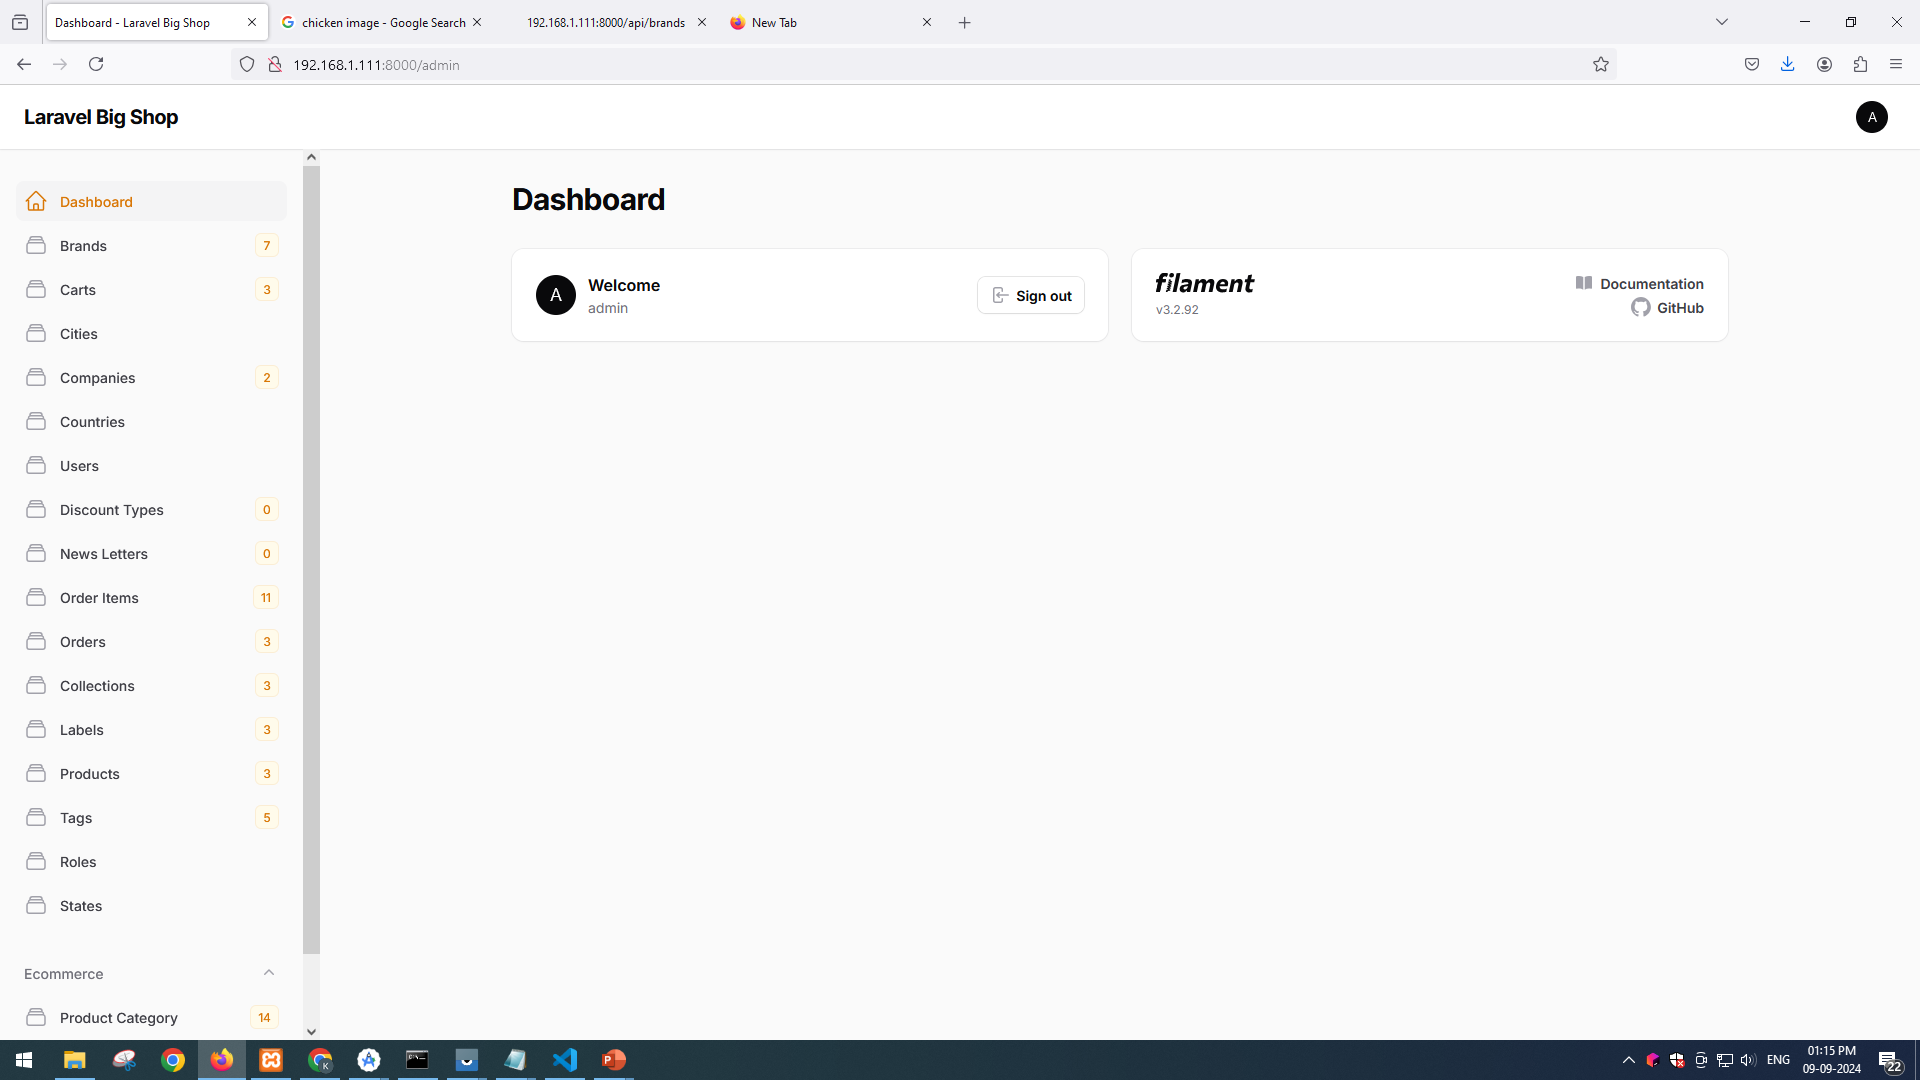 Dashboard - Laravel Big Shop
chicken image - Google Search
192.168.1.111:8000/api/brands
New Tab
192.168.1.111:8000/admin
Laravel Big Shop
A
Dashboard
Brands 7
Carts 3
Cities
Companies 2
Countries
Users
Discount Types 0
News Letters 0
Order Items 11
Orders 3
Collections 3
Labels 3
Products 3
Tags 5
Roles
States
Ecommerce
Product Category 14
Dashboard
A
Welcome
admin
Sign out
filament
v3.2.92
Documentation
GitHub
ENG
01:15 PM
09-09-2024
22